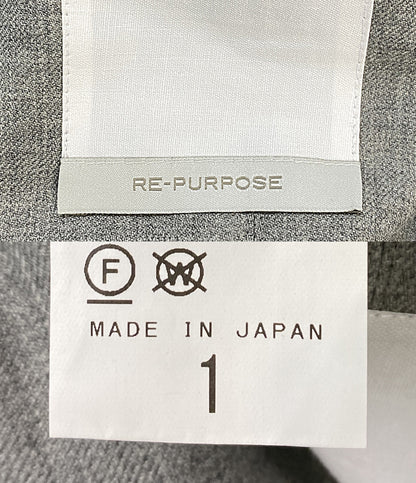 RE-PURPOSE
F W
MADE IN JAPAN
1